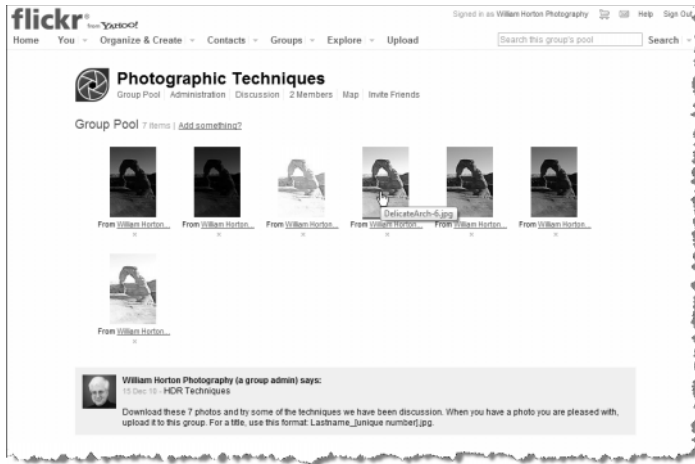 flickr from YAHOO!
Signed in as William Horton Photography Help Sign Out
Home You Organize & Create Contacts Groups Explore Upload
Search this group's pool Search
Photographic Techniques
Group Pool Administration Discussion 2 Members Map Invite Friends
Group Pool 7 items | Add something?
DelicateArch-6.jpg
From William Horton... From William Horton... From William Horton... From William Horton... From William Horton... From William Horton...
From William Horton...
William Horton Photography (a group admin) says:
15 Dec 10 - HDR Techniques
Download these 7 photos and try some of the techniques we have been discussion. When you have a photo you are pleased with,
upload it to this group. For a title, use this format: Lastname_[unique number].jpg.